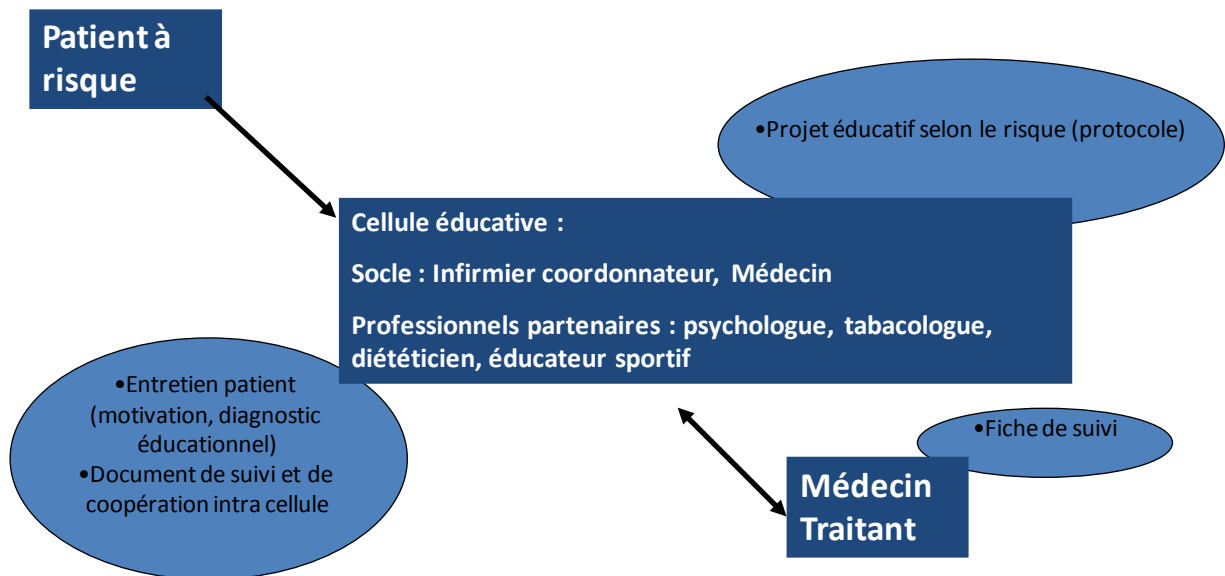 Patient à
risque
•Projet éducatif selon le risque (protocole)
Cellule éducative :
Socle : Infirmier coordonnateur, Médecin
Professionnels partenaires : psychologue, tabacologue,
diététicien, éducateur sportif
•Entretien patient
(motivation, diagnostic
éducationnel)
•Document de suivi et de
coopération intra cellule
•Fiche de suivi
Médecin
Traitant